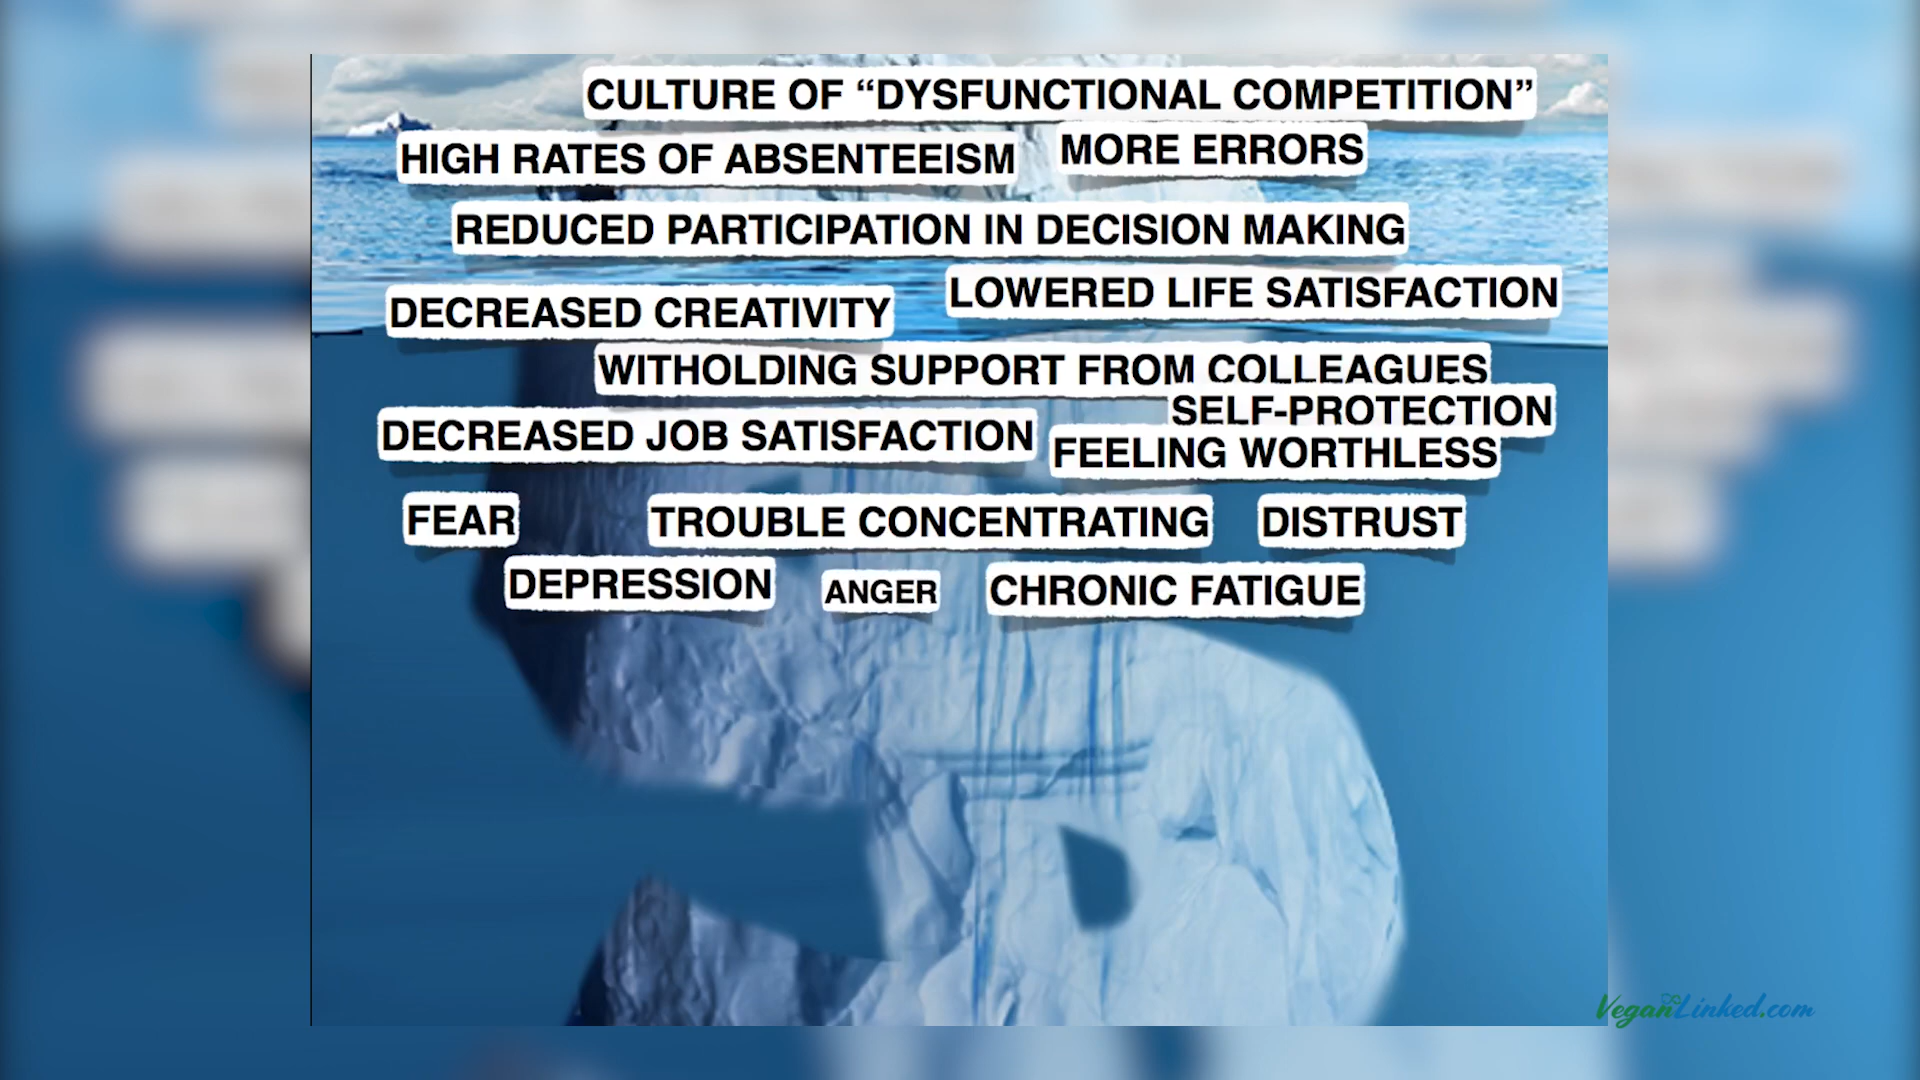 CULTURE OF “DYSFUNCTIONAL COMPETITION”
HIGH RATES OF ABSENTEEISM
MORE ERRORS
REDUCED PARTICIPATION IN DECISION MAKING
DECREASED CREATIVITY
LOWERED LIFE SATISFACTION
WITHOLDING SUPPORT FROM COLLEAGUES
SELF-PROTECTION
DECREASED JOB SATISFACTION
FEELING WORTHLESS
FEAR
TROUBLE CONCENTRATING
DISTRUST
DEPRESSION
ANGER
CHRONIC FATIGUE
VeganLinked.com